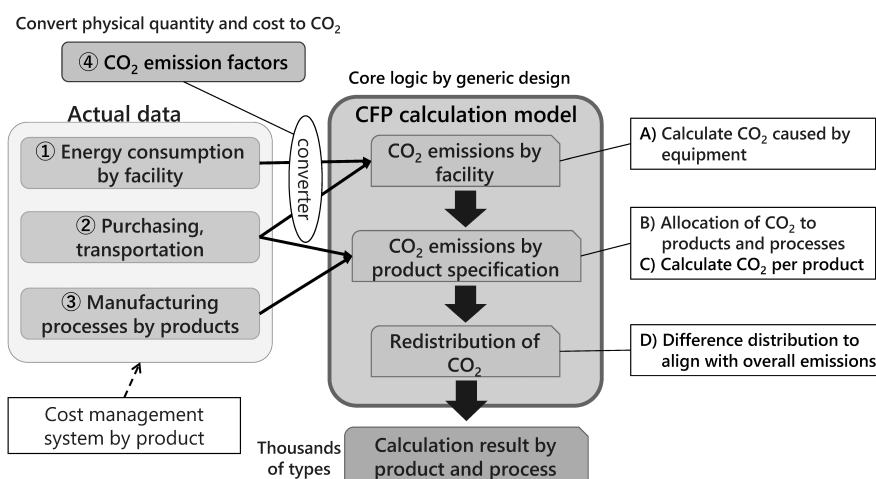 Convert physical quantity and cost to CO₂
④ CO₂ emission factors
Core logic by generic design
Actual data
① Energy consumption
by facility
② Purchasing,
transportation
③ Manufacturing
processes by products
converter
Cost management
system by product
CFP calculation model
CO₂ emissions by
facility
CO₂ emissions by
product specification
Redistribution of
CO₂
Thousands
of types
Calculation result by
product and process
A) Calculate CO₂ caused by
equipment
B) Allocation of CO₂ to
products and processes
C) Calculate CO₂ per product
D) Difference distribution to
align with overall emissions